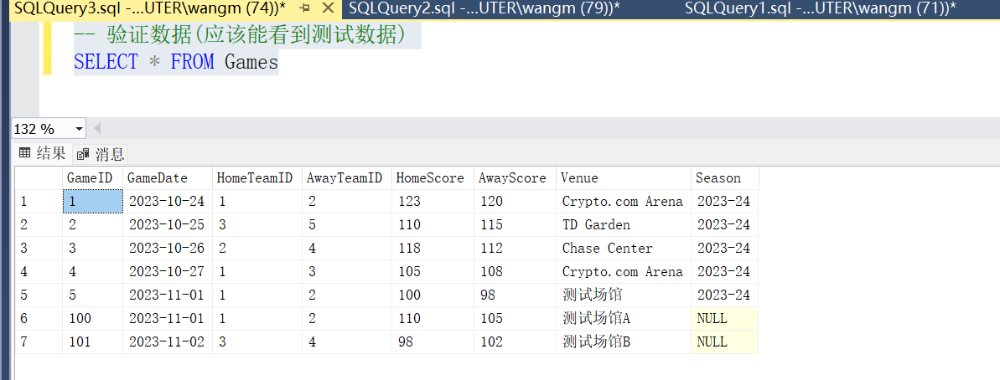 SQLQuery3.sql -...UTER\wangm (74))* SQLQuery2.sql -...UTER\wangm (79))* SQLQuery1.sql -...UTER\wangm (71))*
-- 验证数据(应该能看到测试数据)
SELECT * FROM Games
132 %
结果 消息
GameID GameDate HomeTeamID AwayTeamID HomeScore AwayScore Venue Season
1 1 2023-10-24 1 2 123 120 Crypto.com Arena 2023-24
2 2 2023-10-25 3 5 110 115 TD Garden 2023-24
3 3 2023-10-26 2 4 118 112 Chase Center 2023-24
4 4 2023-10-27 1 3 105 108 Crypto.com Arena 2023-24
5 5 2023-11-01 1 2 100 98 测试场馆 2023-24
6 100 2023-11-01 1 2 110 105 测试场馆A NULL
7 101 2023-11-02 3 4 98 102 测试场馆B NULL